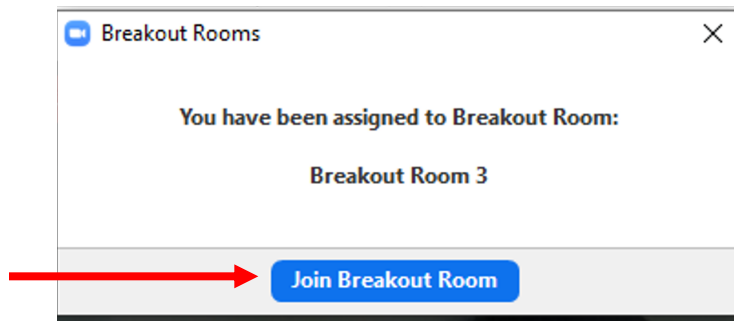 Breakout Rooms
You have been assigned to Breakout Room:
Breakout Room 3
Join Breakout Room